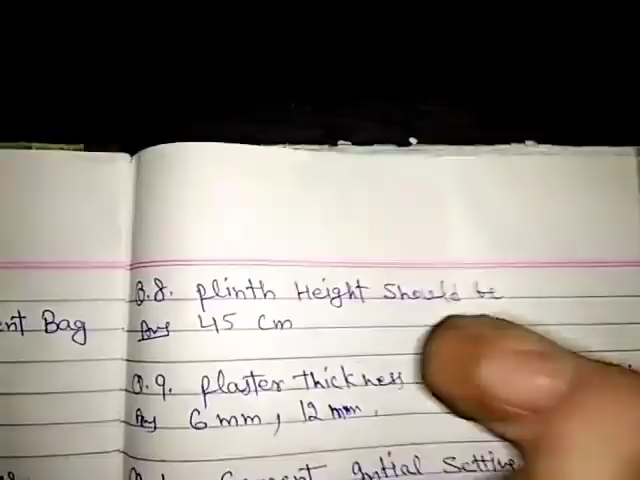 Q.8. plinth Height Should be
Ans 45 cm
nt Bag
Q.9. plaster thickness
Ans 6 mm, 12 mm.
Cement Initial Setting